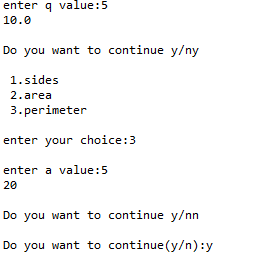 enter q value:5
10.0
Do you want to continue y/ny
1.sides
2.area
3.perimeter
enter your choice:3
enter a value:5
20
Do you want to continue y/nn
Do you want to continue(y/n):y